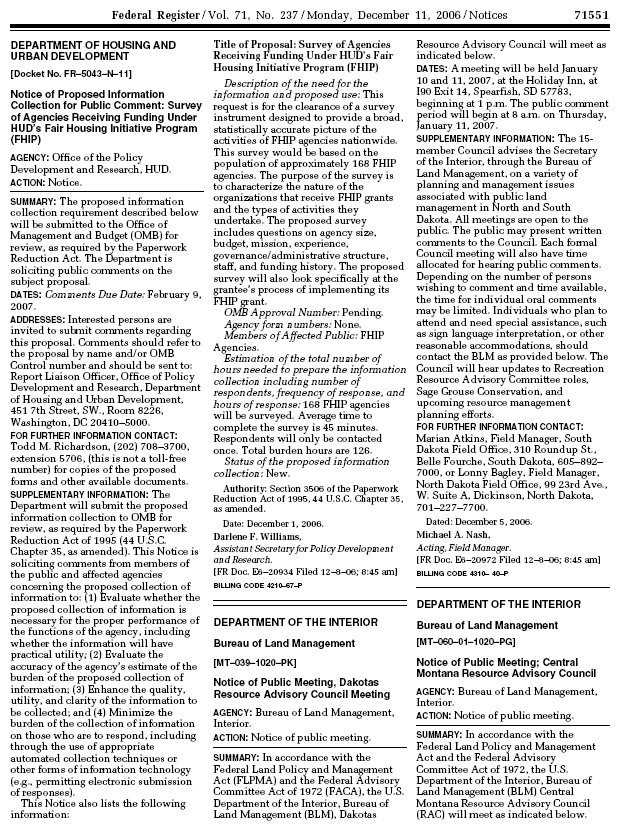 Federal Register / Vol. 71, No. 237 / Monday, December 11, 2006 / Notices 71551
DEPARTMENT OF HOUSING AND
URBAN DEVELOPMENT
[Docket No. FR–5043–N–11]
Notice of Proposed Information
Collection for Public Comment: Survey
of Agencies Receiving Funding Under
HUD's Fair Housing Initiative Program
(FHIP)
AGENCY: Office of the Policy
Development and Research, HUD.
ACTION: Notice.
SUMMARY: The proposed information
collection requirement described below
will be submitted to the Office of
Management and Budget (OMB) for
review, as required by the Paperwork
Reduction Act. The Department is
soliciting public comments on the
subject proposal.
DATES: Comments Due Date: February 9,
2007.
ADDRESSES: Interested persons are
invited to submit comments regarding
this proposal. Comments should refer to
the proposal by name and/or OMB
Control number and should be sent to:
Report Liaison Officer, Office of Policy
Development and Research, Department
of Housing and Urban Development,
451 7th Street, SW., Room 8226,
Washington, DC 20410–5000.
FOR FURTHER INFORMATION CONTACT:
Todd M. Richardson, (202) 708–3700,
extension 5706, (this is not a toll-free
number) for copies of the proposed
forms and other available documents.
SUPPLEMENTARY INFORMATION: The
Department will submit the proposed
information collection to OMB for
review, as required by the Paperwork
Reduction Act of 1995 (44 U.S.C.
Chapter 35, as amended). This Notice is
soliciting comments from members of
the public and affected agencies
concerning the proposed collection of
information to: (1) Evaluate whether the
proposed collection of information is
necessary for the proper performance of
the functions of the agency, including
whether the information will have
practical utility; (2) Evaluate the
accuracy of the agency's estimate of the
burden of the proposed collection of
information; (3) Enhance the quality,
utility, and clarity of the information to
be collected; and (4) Minimize the
burden of the collection of information
on those who are to respond, including
through the use of appropriate
automated collection techniques or
other forms of information technology
(e.g., permitting electronic submission
of responses).
This Notice also lists the following
information:
Title of Proposal: Survey of Agencies
Receiving Funding Under HUD's Fair
Housing Initiative Program (FHIP)
Description of the need for the
information and proposed use: This
request is for the clearance of a survey
instrument designed to provide a broad,
statistically accurate picture of the
activities of FHIP agencies nationwide.
This survey would be based on the
population of approximately 168 FHIP
agencies. The purpose of the survey is
to characterize the nature of the
organizations that receive FHIP grants
and the types of activities they
undertake. The proposed survey
includes questions on agency size,
budget, mission, experience,
governance/administrative structure,
staff, and funding history. The proposed
survey will also look specifically at the
grantee's process of implementing its
FHIP grant.
OMB Approval Number: Pending.
Agency form numbers: None.
Members of Affected Public: FHIP
Agencies.
Estimation of the total number of
hours needed to prepare the information
collection including number of
respondents, frequency of response, and
hours of response: 168 FHIP agencies
will be surveyed. Average time to
complete the survey is 45 minutes.
Respondents will only be contacted
once. Total burden hours are 126.
Status of the proposed information
collection: New.
Authority: Section 3506 of the Paperwork
Reduction Act of 1995, 44 U.S.C. Chapter 35,
as amended.
Date: December 1, 2006.
Darlene F. Williams,
Assistant Secretary for Policy Development
and Research.
[FR Doc. E6–20934 Filed 12–8–06; 8:45 am]
BILLING CODE 4210–67–P
DEPARTMENT OF THE INTERIOR
Bureau of Land Management
[MT–039–1020–PK]
Notice of Public Meeting, Dakotas
Resource Advisory Council Meeting
AGENCY: Bureau of Land Management,
Interior.
ACTION: Notice of public meeting.
SUMMARY: In accordance with the
Federal Land Policy and Management
Act (FLPMA) and the Federal Advisory
Committee Act of 1972 (FACA), the U.S.
Department of the Interior, Bureau of
Land Management (BLM), Dakotas
Resource Advisory Council will meet as
indicated below.
DATES: A meeting will be held January
10 and 11, 2007, at the Holiday Inn, at
I90 Exit 14, Spearfish, SD 57783,
beginning at 1 p.m. The public comment
period will begin at 8 a.m. on Thursday,
January 11, 2007.
SUPPLEMENTARY INFORMATION: The 15-
member Council advises the Secretary
of the Interior, through the Bureau of
Land Management, on a variety of
planning and management issues
associated with public land
management in North and South
Dakota. All meetings are open to the
public. The public may present written
comments to the Council. Each formal
Council meeting will also have time
allocated for hearing public comments.
Depending on the number of persons
wishing to comment and time available,
the time for individual oral comments
may be limited. Individuals who plan to
attend and need special assistance, such
as sign language interpretation, or other
reasonable accommodations, should
contact the BLM as provided below. The
Council will hear updates to Recreation
Resource Advisory Committee roles,
Sage Grouse Conservation, and
upcoming resource management
planning efforts.
FOR FURTHER INFORMATION CONTACT:
Marian Atkins, Field Manager, South
Dakota Field Office, 310 Roundup St.,
Belle Fourche, South Dakota, 605–892–
7000, or Lonny Bagley, Field Manager,
North Dakota Field Office, 99 23rd Ave.,
W. Suite A, Dickinson, North Dakota,
701–227–7700.
Dated: December 5, 2006.
Michael A. Nash,
Acting, Field Manager.
[FR Doc. E6–20972 Filed 12–8–06; 8:45 am]
BILLING CODE 4310– 40–P
DEPARTMENT OF THE INTERIOR
Bureau of Land Management
[MT–060–01–1020–PG]
Notice of Public Meeting; Central
Montana Resource Advisory Council
AGENCY: Bureau of Land Management,
Interior.
ACTION: Notice of public meeting.
SUMMARY: In accordance with the
Federal Land Policy and Management
Act and the Federal Advisory
Committee Act of 1972, the U.S.
Department of the Interior, Bureau of
Land Management (BLM) Central
Montana Resource Advisory Council
(RAC) will meet as indicated below.